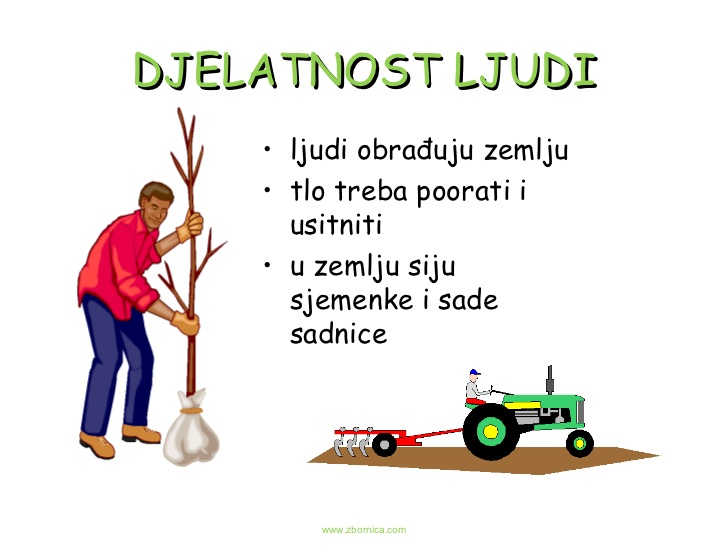 DJELATNOST LJUDI
• ljudi obrađuju zemlju
• tlo treba poorati i
usitniti
• u zemlju siju
sjemenke i sade
sadnice
www.zbornica.com